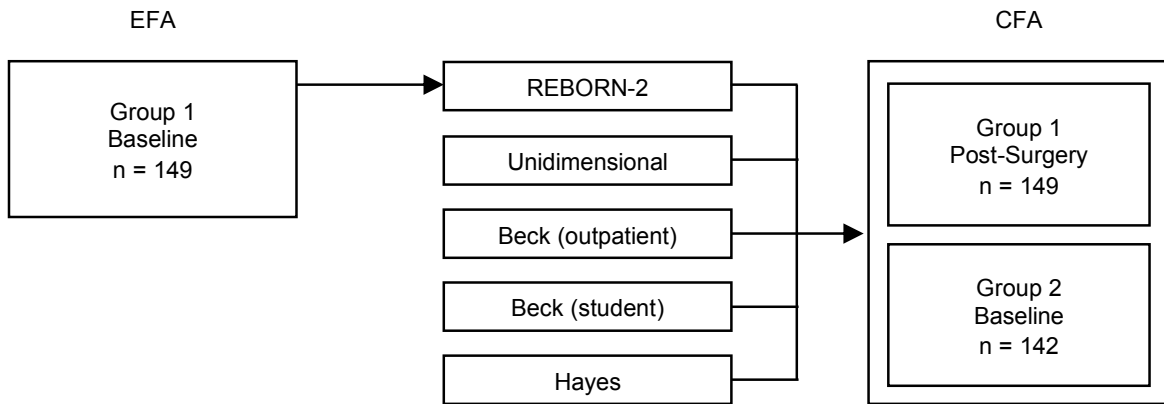 EFA
Group 1
Baseline
n = 149
REBORN-2
Unidimensional
Beck (outpatient)
Beck (student)
Hayes
CFA
Group 1
Post-Surgery
n = 149
Group 2
Baseline
n = 142